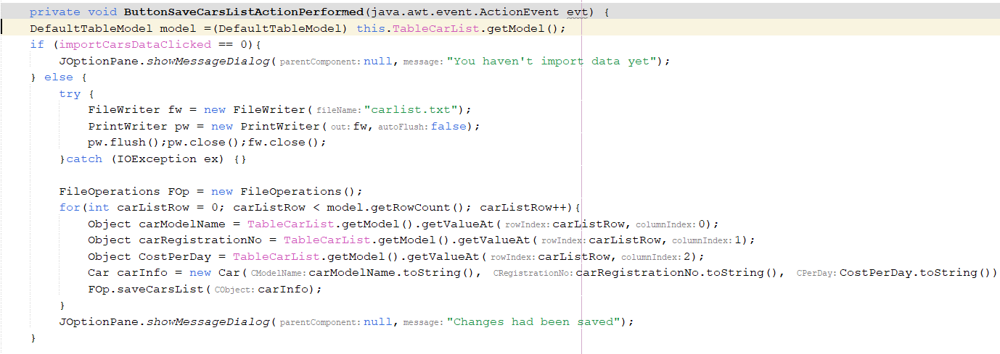 private void ButtonSaveCarsListActionPerformed(java.awt.event.ActionEvent evt) {
DefaultTableModel model =(DefaultTableModel) this.TableCarList.getModel();
if (importCarsDataClicked == 0){
JOptionPane.showMessageDialog( parentComponent: null, message: "You haven't import data yet");
} else {
try {
FileWriter fw = new FileWriter( fileName: "carlist.txt");
PrintWriter pw = new PrintWriter( out: fw, autoFlush: false);
pw.flush();pw.close();fw.close();
}catch (IOException ex) {}
FileOperations FOp = new FileOperations();
for(int carListRow = 0; carListRow < model.getRowCount(); carListRow++){
Object carModelName = TableCarList.getModel().getValueAt( rowIndex: carListRow, columnIndex: 0);
Object carRegistrationNo = TableCarList.getModel().getValueAt( rowIndex: carListRow, columnIndex: 1);
Object CostPerDay = TableCarList.getModel().getValueAt( rowIndex: carListRow, columnIndex: 2);
Car carInfo = new Car( CModelName: carModelName.toString(), CRegistrationNo: carRegistrationNo.toString(), CPerDay: CostPerDay.toString())
FOp.saveCarsList( CObject: carInfo);
}
JOptionPane.showMessageDialog( parentComponent: null, message: "Changes had been saved");
}